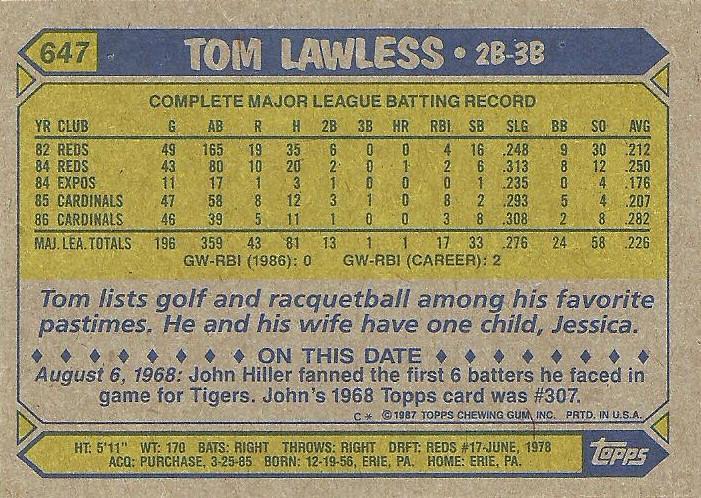 647 TOM LAWLESS • 2B-3B
COMPLETE MAJOR LEAGUE BATTING RECORD
YR CLUB G AB R H 2B 3B HR RBI SB SLG BB SO AVG
82 REDS 49 165 19 35 6 0 0 4 16 .248 9 30 .212
84 REDS 43 80 10 20 2 0 1 2 6 .313 8 12 .250
84 EXPOS 11 17 1 3 1 0 0 0 1 .235 0 4 .176
85 CARDINALS 47 58 8 12 3 1 0 8 2 .293 5 4 .207
86 CARDINALS 46 39 5 11 1 0 0 3 8 .308 2 8 .282
MAJ. LEA. TOTALS 196 359 43 81 13 1 1 17 33 .276 24 58 .226
GW-RBI (1986): 0 GW-RBI (CAREER): 2
Tom lists golf and racquetball among his favorite
pastimes. He and his wife have one child, Jessica.
♦ ♦ ♦ ♦ ♦ ♦ ♦ ♦ ON THIS DATE ♦ ♦ ♦ ♦ ♦ ♦ ♦ ♦
August 6, 1968: John Hiller fanned the first 6 batters he faced in
game for Tigers. John's 1968 Topps card was #307.
C* ©1987 TOPPS CHEWING GUM, INC. PRTD. IN U.S.A.
HT: 5'11" WT: 170 BATS: RIGHT THROWS: RIGHT DRFT: REDS #17-JUNE, 1978
ACQ: PURCHASE, 3-25-85 BORN: 12-19-56, ERIE, PA. HOME: ERIE, PA.
topps